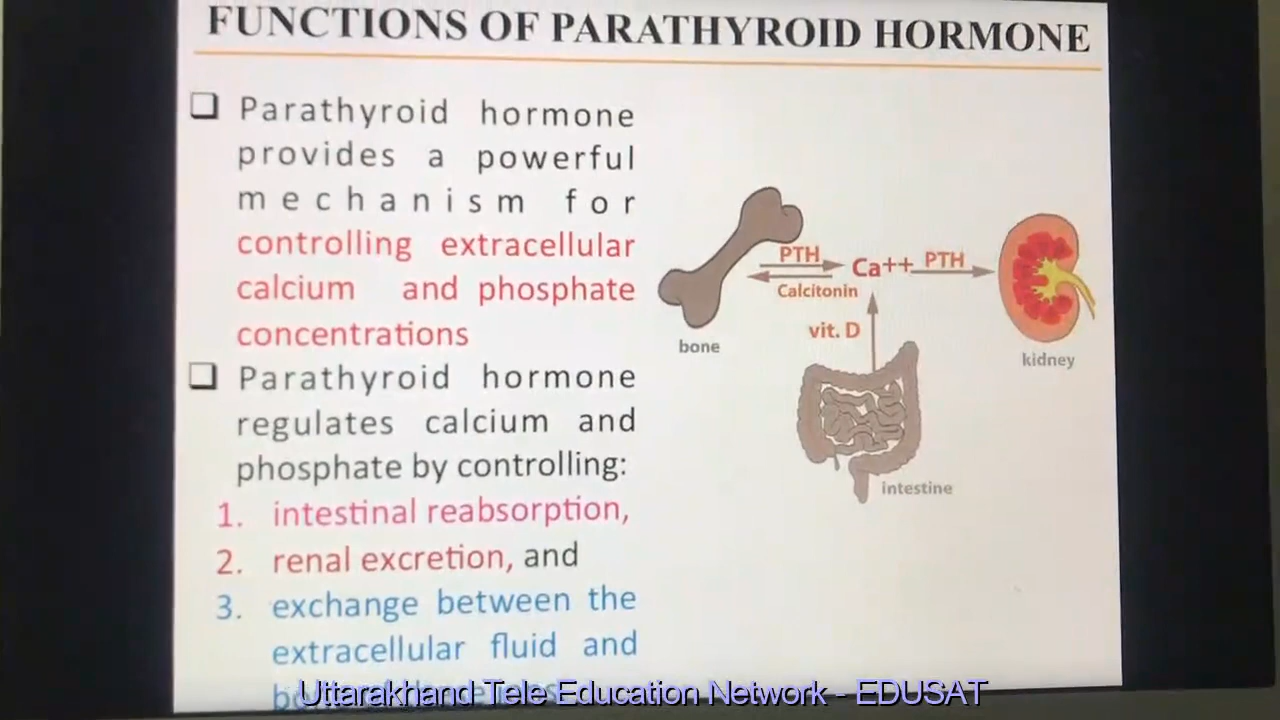 FUNCTIONS OF PARATHYROID HORMONE
❑ Parathyroid hormone
provides a powerful
mechanism for
controlling extracellular
calcium and phosphate
concentrations
❑ Parathyroid hormone
regulates calcium and
phosphate by controlling:
1. intestinal reabsorption,
2. renal excretion, and
3. exchange between the
extracellular fluid and
PTH
Ca++
PTH
Calcitonin
vit. D
bone
kidney
intestine
Uttarakhand Tele Education Network - EDUSAT